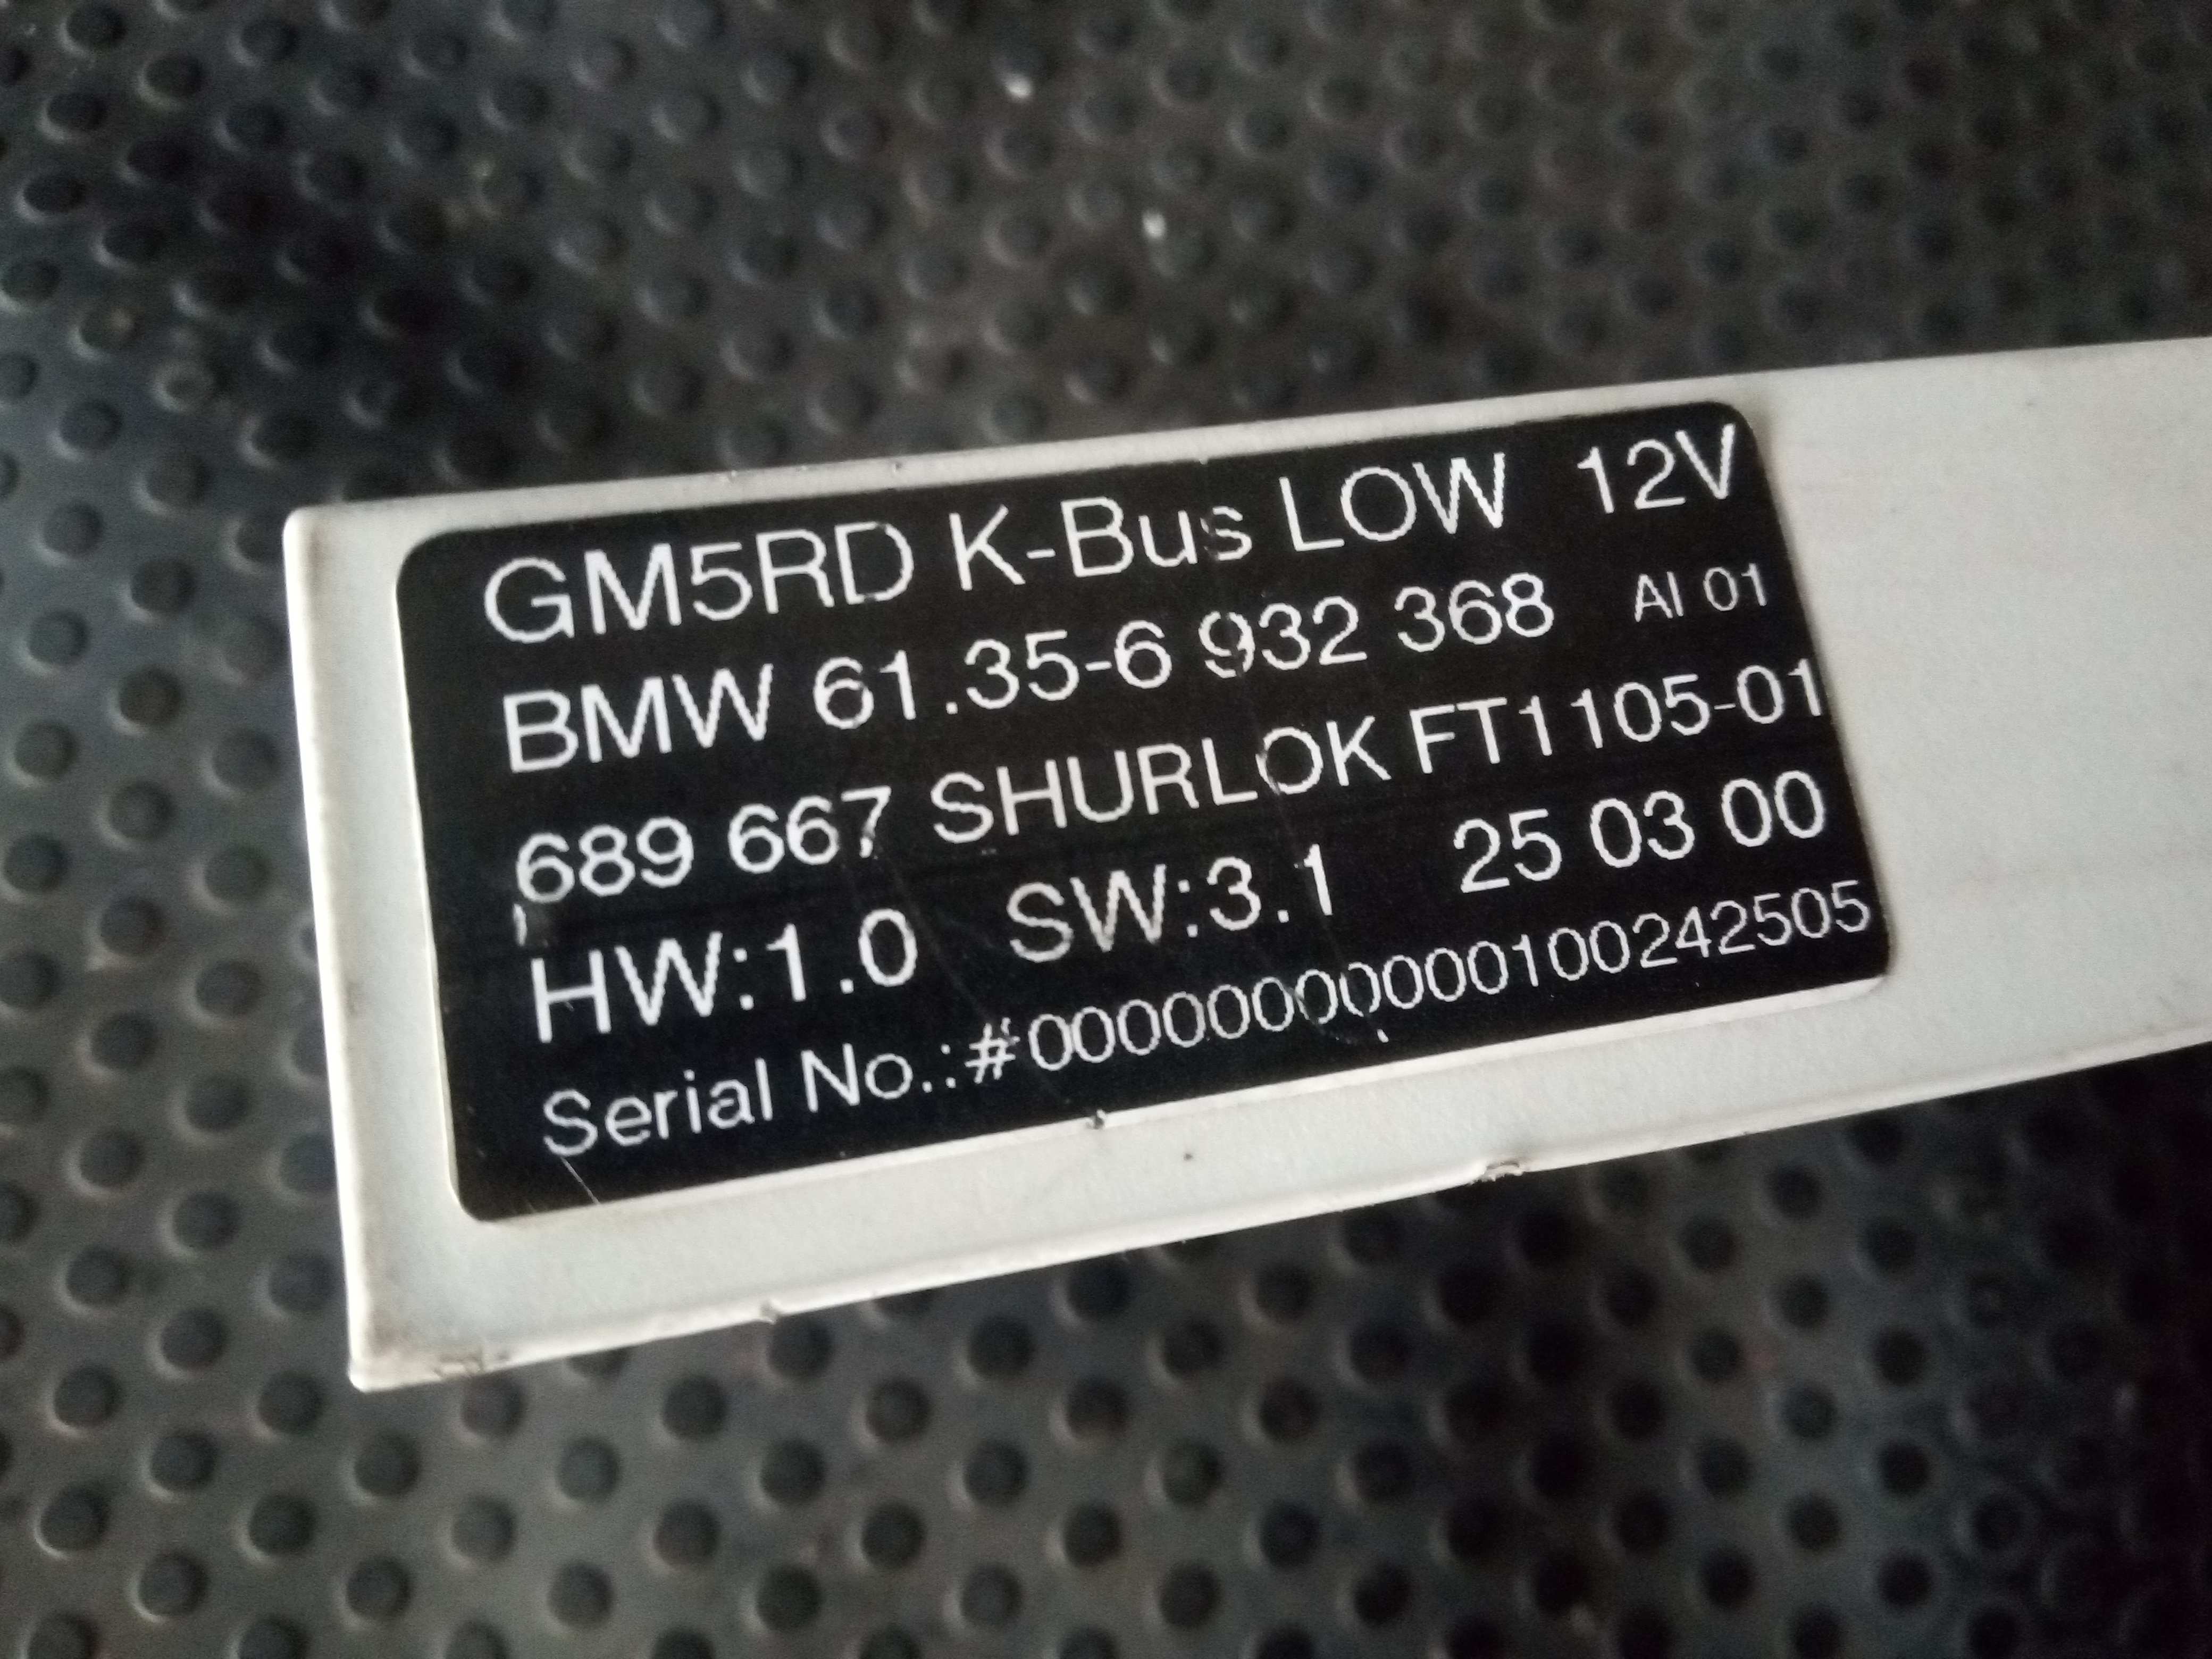 GM5RD K-Bus LOW 12V
BMW 61.35-6 932 368 AI 01
689 667 SHURLOK FT1105-01
HW:1.0 SW:3.1 25 03 00
Serial No.:#000000000000100242505